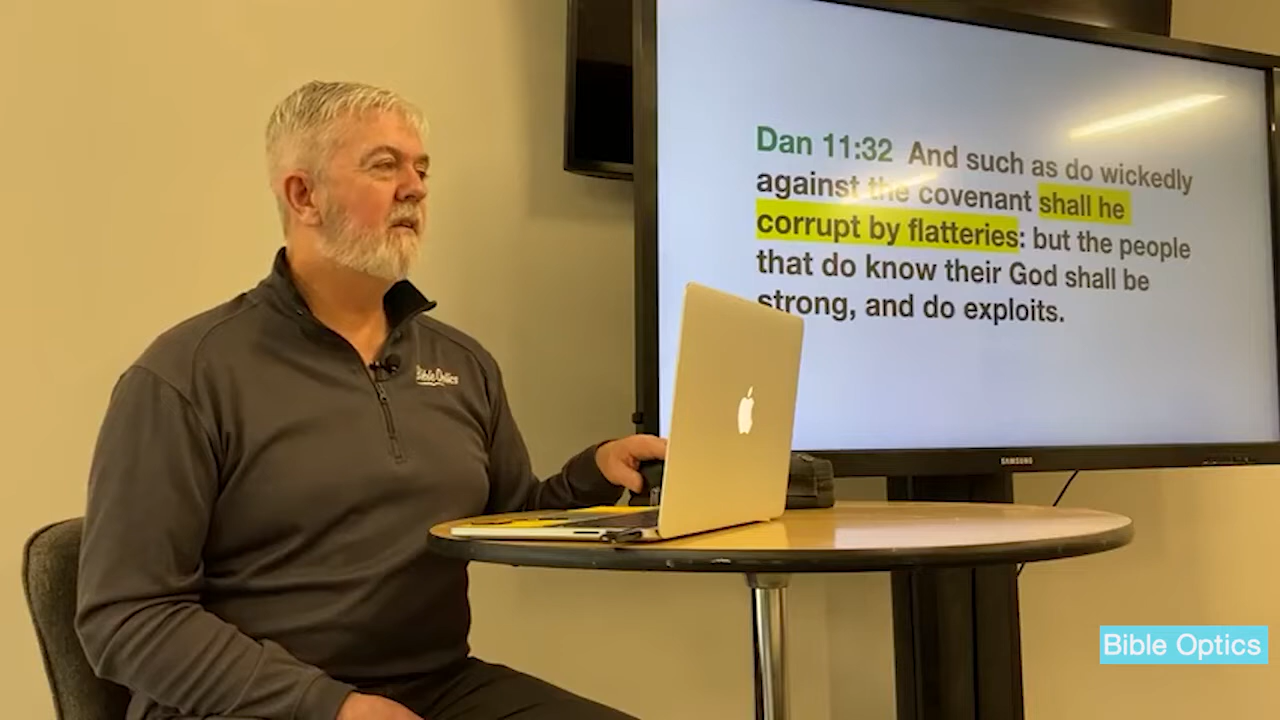 Dan 11:32 And such as do wickedly
against the covenant shall he
corrupt by flatteries: but the people
that do know their God shall be
strong, and do exploits.
Bible Optics
SAMSUNG
Bible Optics